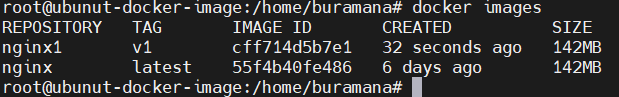 root@ubunut-docker-image:/home/buramana# docker images
REPOSITORY   TAG       IMAGE ID       CREATED          SIZE
nginx1       v1        cff714d5b7e1   32 seconds ago   142MB
nginx        latest    55f4b40fe486   6 days ago       142MB
root@ubunut-docker-image:/home/buramana#